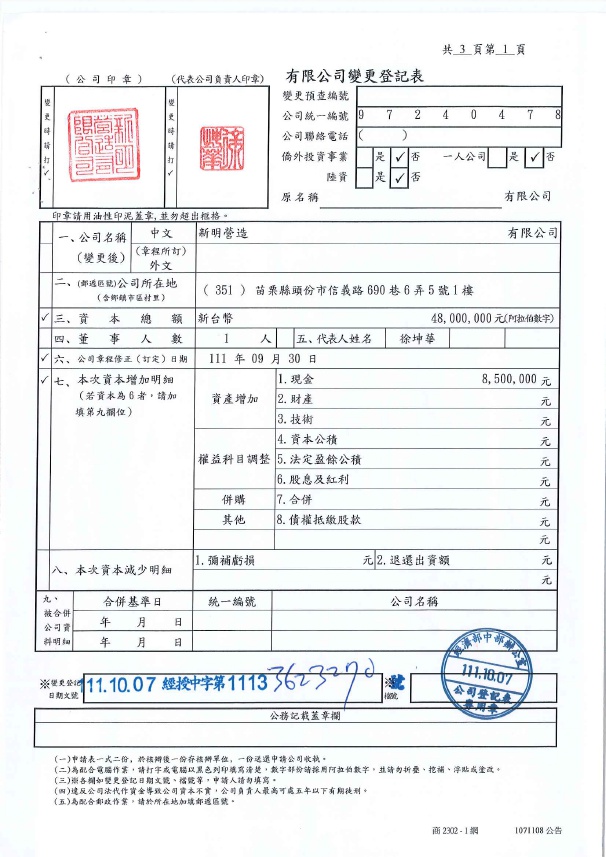 共 3 頁第 1 頁
(公司印章) (代表公司負責人印章) 有限公司變更登記表
變更時請打✓ 變更時請打✓
變更預查編號
公司統一編號 9 7 2 4 0 4 7 8
公司聯絡電話 ( )
僑外投資事業 是 ✓ 否 一人公司 是 ✓ 否
陸資 是 ✓ 否
原名稱 有限公司
印章請用油性印泥蓋章,並勿超出框格。
一、公司名稱(變更後) 中文(章程所訂) 新明營造 有限公司
外文
二、(郵遞區號)公司所在地(含鄉鎮市區村里) (351) 苗栗縣頭份市信義路690巷6弄5號1樓
✓ 三、資本總額 新台幣 48,000,000元(阿拉伯數字)
四、董事人數 1 人 五、代表人姓名 徐坤華
✓ 六、公司章程修正(訂定)日期 111 年 09 月 30 日
✓ 七、本次資本增加明細 資產增加 1.現金 8,500,000 元
(若資本為6者,請加填第九欄位) 2.財產 元
3.技術 元
權益科目調整 4.資本公積 元
5.法定盈餘公積 元
6.股息及紅利 元
併購 7.合併 元
其他 8.債權抵繳股款 元
元
八、本次資本減少明細 1.彌補虧損 元 2.退還出資額 元
元
九、被合併公司資料明細 合併基準日 統一編號 公司名稱
年 月 日
年 月 日
※變更登記日期文號 111.10.07 經授中字第1113 3623270 號 ※檔號
經濟部中部辦公室
111.10.07
公司登記表
專用章
公務記載蓋章欄
(一)申請表一式二份,於核辦後一份存核辦單位,一份送還申請公司收執。
(二)為配合電腦作業,請打字或電腦以黑色列印填寫清楚,數字部份請採用阿拉伯數字,並請勿折疊、挖補、浮貼或塗改。
(三)※各欄如變更登記日期文號、檔號等,申請人請勿填寫。
(四)違反公司法代作資金導致公司資本不實,公司負責人最高可處五年以下有期徒刑。
(五)為配合郵政作業,請於所在地加填郵遞區號。
商 2302-1網 1071108 公告